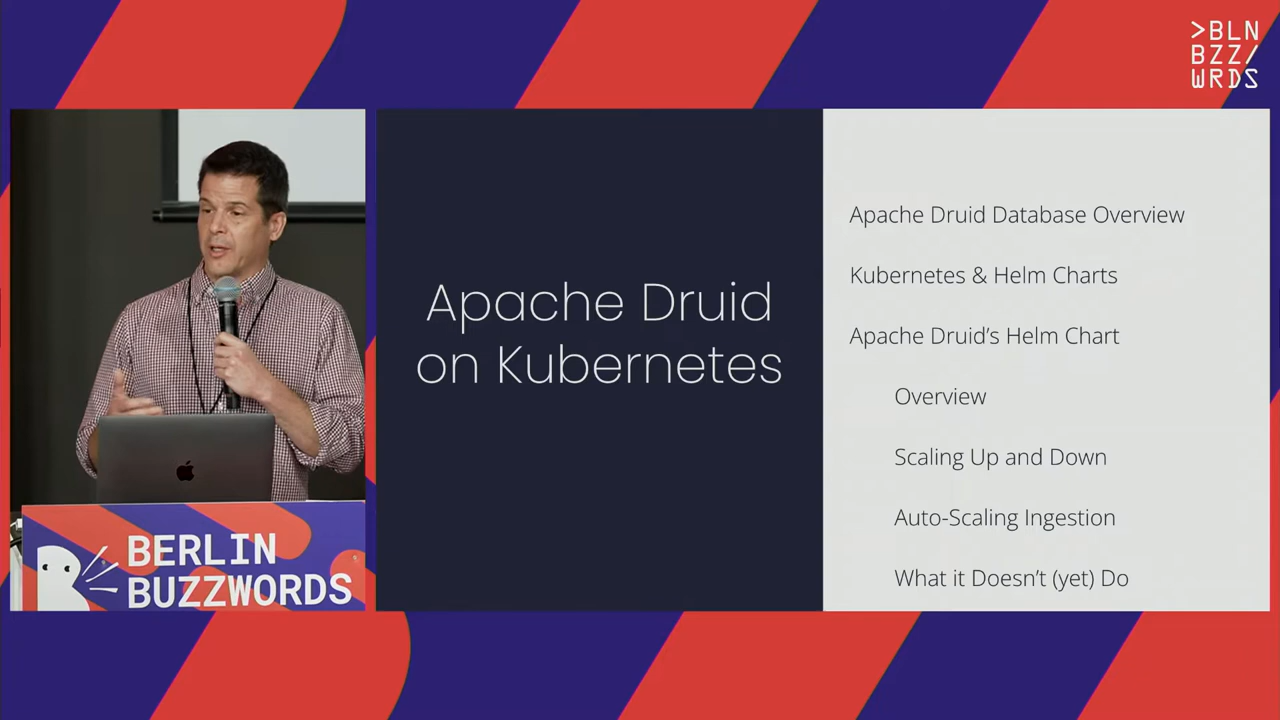 >BLN
BZZ/
WRDS
Apache Druid
on Kubernetes
Apache Druid Database Overview
Kubernetes & Helm Charts
Apache Druid’s Helm Chart
Overview
Scaling Up and Down
Auto-Scaling Ingestion
What it Doesn’t (yet) Do
BERLIN
BUZZWORDS